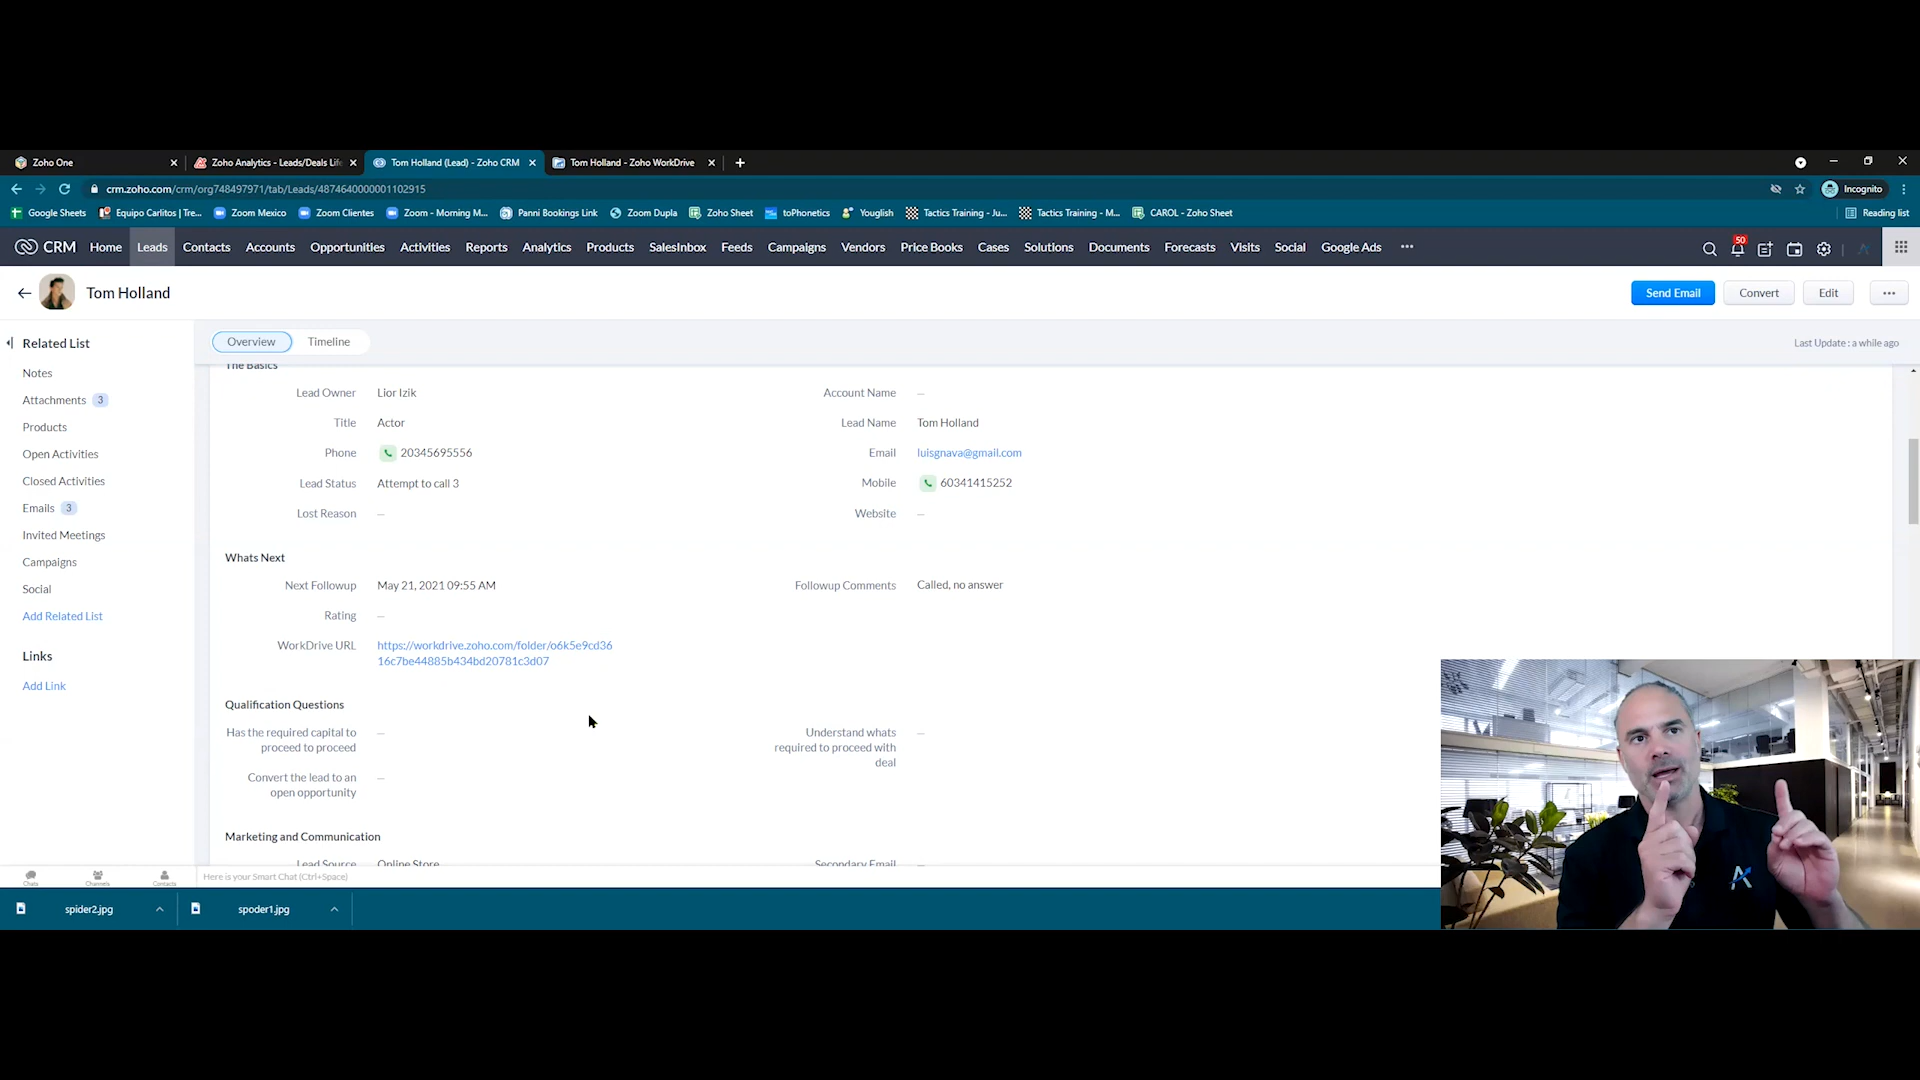 Zoho One
Zoho Analytics - Leads/Deals Life
Tom Holland (Lead) - Zoho CRM
Tom Holland - Zoho WorkDrive
crm.zoho.com/crm/org748497971/tab/Leads/4874640000001102915
Incognito
Google Sheets
Equipo Carlitos | Tre...
Zoom Mexico
Zoom Clientes
Zoom - Morning M...
Panni Bookings Link
Zoom Dupla
Zoho Sheet
toPhonetics
Youglish
Tactics Training - Ju...
Tactics Training - M...
CAROL - Zoho Sheet
Reading list
CRM
Home
Leads
Contacts
Accounts
Opportunities
Activities
Reports
Analytics
Products
SalesInbox
Feeds
Campaigns
Vendors
Price Books
Cases
Solutions
Documents
Forecasts
Visits
Social
Google Ads
50
Tom Holland
Send Email
Convert
Edit
Related List
Notes
Attachments 3
Products
Open Activities
Closed Activities
Emails 3
Invited Meetings
Campaigns
Social
Add Related List
Links
Add Link
Overview
Timeline
Last Update : a while ago
The Basics
Lead Owner Lior Izik
Account Name —
Title Actor
Lead Name Tom Holland
Phone 20345695556
Email luisgnava@gmail.com
Lead Status Attempt to call 3
Mobile 60341415252
Lost Reason —
Website —
Whats Next
Next Followup May 21, 2021 09:55 AM
Followup Comments Called, no answer
Rating —
WorkDrive URL https://workdrive.zoho.com/folder/o6k5e9cd36
16c7be44885b434bd20781c3d07
Qualification Questions
Has the required capital to
proceed to proceed —
Understand whats
required to proceed with
deal —
Convert the lead to an
open opportunity —
Marketing and Communication
Lead Source Online Store
Secondary Email —
Chats
Channels
Contacts
Here is your Smart Chat (Ctrl+Space)
spider2.jpg
spoder1.jpg